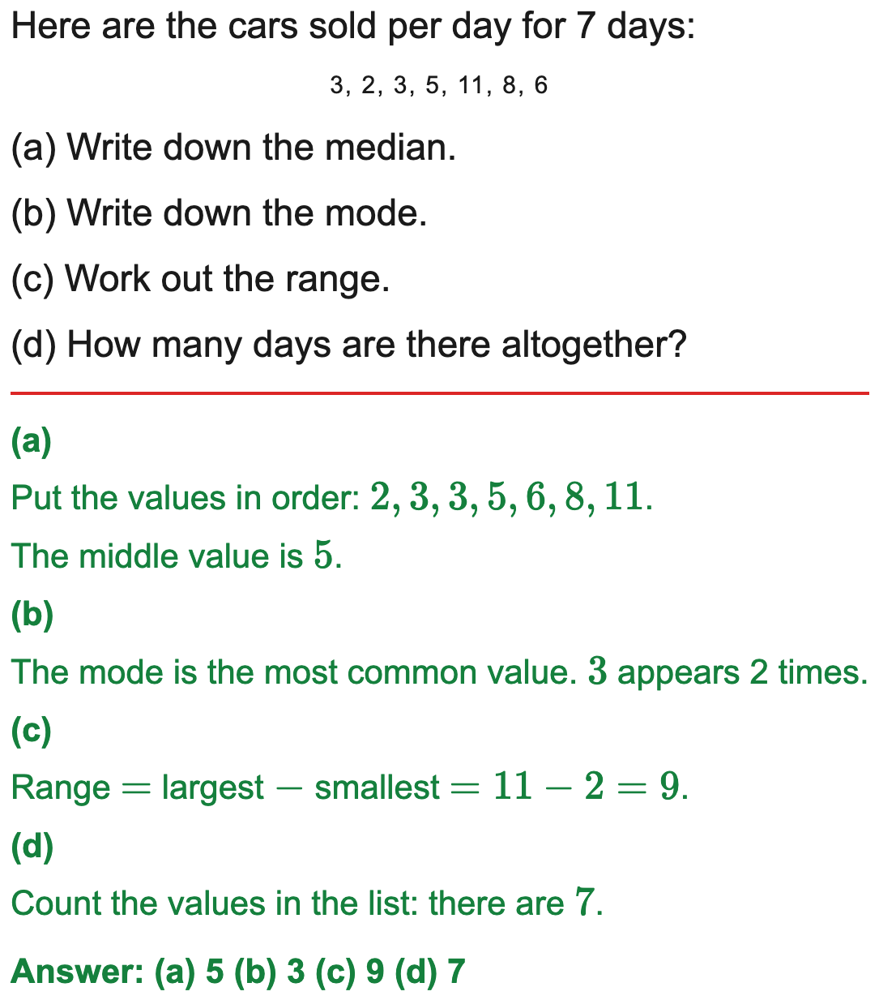 Here are the cars sold per day for 7 days:
3, 2, 3, 5, 11, 8, 6
(a) Write down the median.
(b) Write down the mode.
(c) Work out the range.
(d) How many days are there altogether?
(a)
Put the values in order: 2, 3, 3, 5, 6, 8, 11.
The middle value is 5.
(b)
The mode is the most common value. 3 appears 2 times.
(c)
Range = largest − smallest = 11 − 2 = 9.
(d)
Count the values in the list: there are 7.
Answer: (a) 5 (b) 3 (c) 9 (d) 7